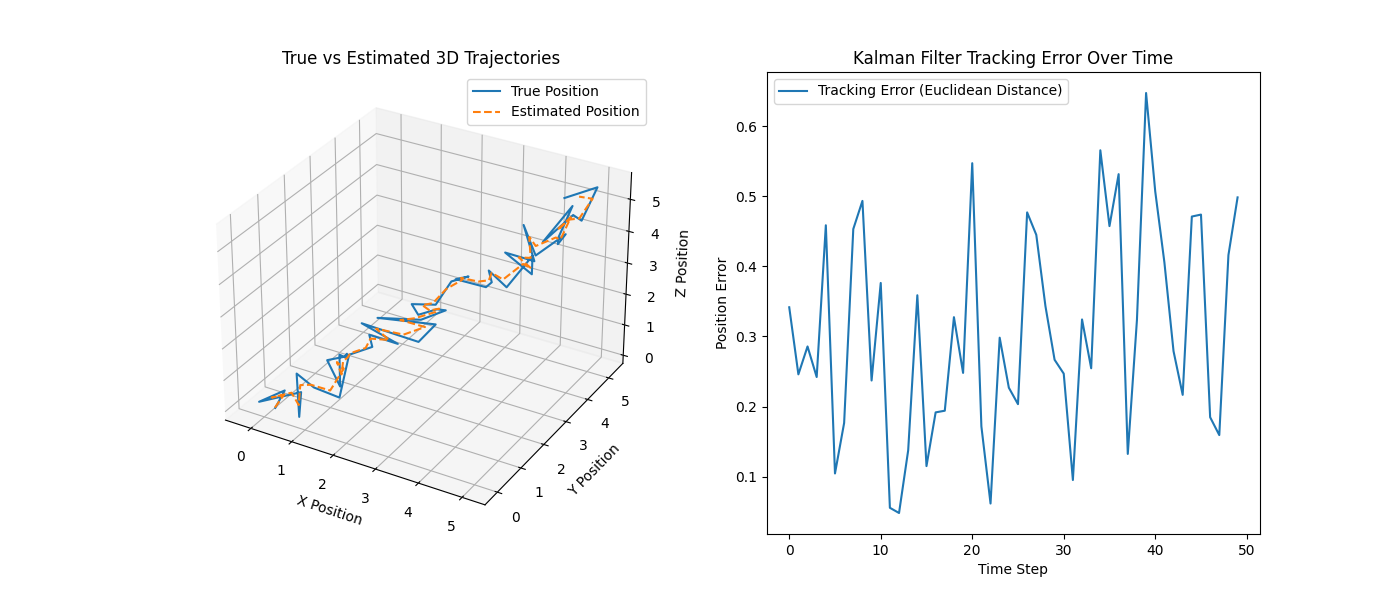 True vs Estimated 3D Trajectories
True Position
Estimated Position
0
1
2
3
4
5
X Position
0
1
2
3
4
5
Y Position
0
1
2
3
4
5
Z Position
Kalman Filter Tracking Error Over Time
Tracking Error (Euclidean Distance)
0.6
0.5
0.4
0.3
0.2
0.1
Position Error
0 10 20 30 40 50
Time Step